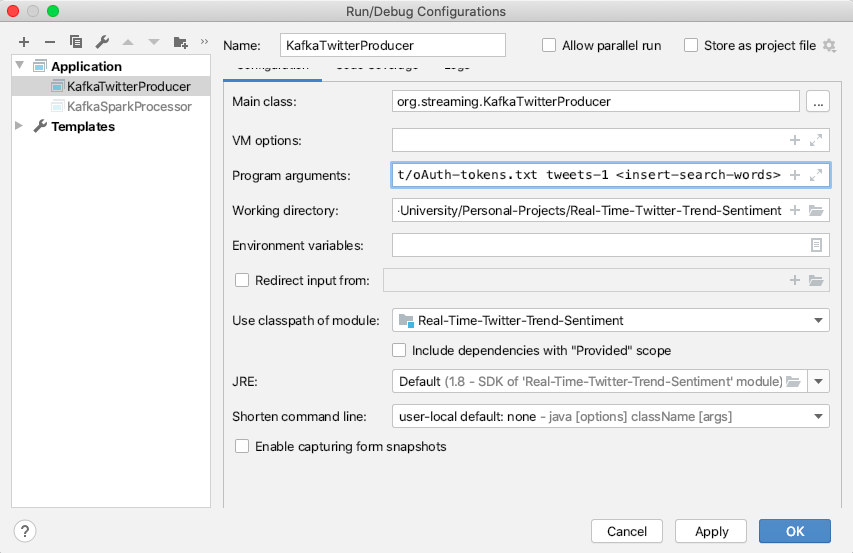 Run/Debug Configurations
Name: KafkaTwitterProducer Allow parallel run Store as project file
Application
KafkaTwitterProducer
KafkaSparkProcessor
Templates
Main class: org.streaming.KafkaTwitterProducer ...
VM options:
Program arguments: t/oAuth-tokens.txt tweets-1 <insert-search-words>
Working directory: -University/Personal-Projects/Real-Time-Twitter-Trend-Sentiment
Environment variables:
Redirect input from:
Use classpath of module: Real-Time-Twitter-Trend-Sentiment
Include dependencies with "Provided" scope
JRE: Default (1.8 - SDK of 'Real-Time-Twitter-Trend-Sentiment' module)
Shorten command line: user-local default: none - java [options] className [args]
Enable capturing form snapshots
? Cancel Apply OK